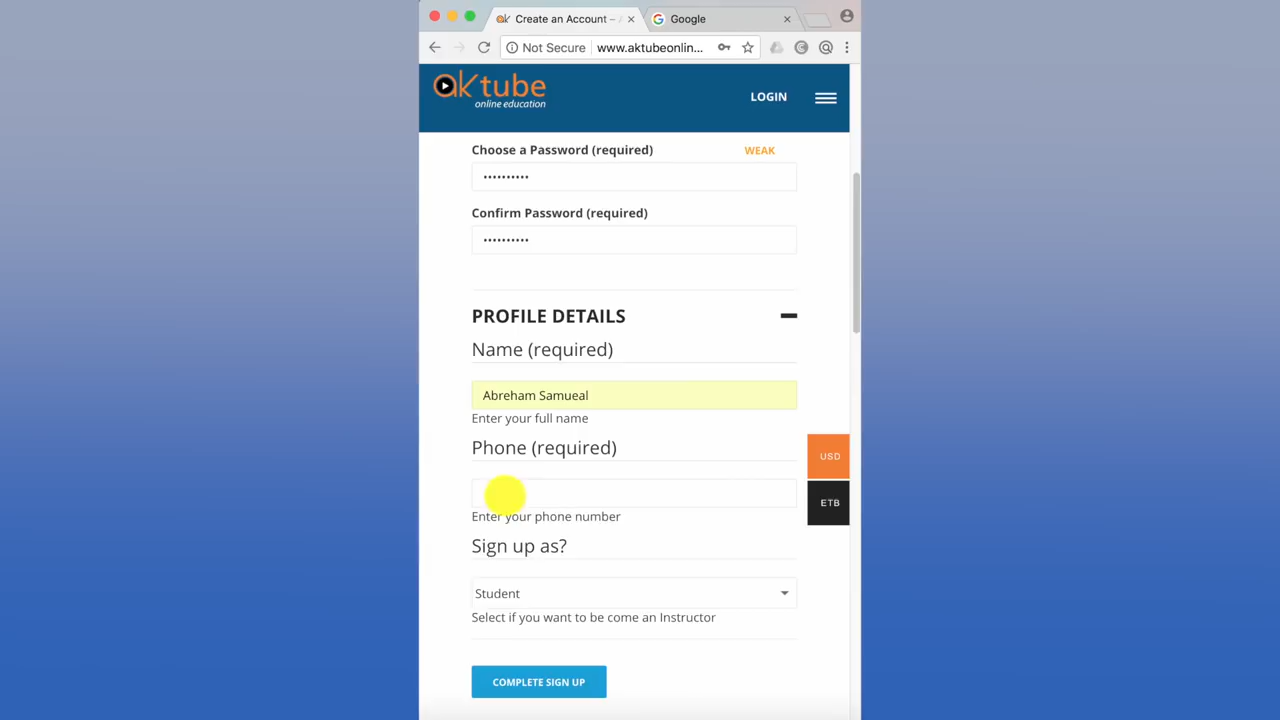 Create an Account –
Google
Not Secure
www.aktubeonlin...
aktube
online education
LOGIN
Choose a Password (required)
WEAK
••••••••••
Confirm Password (required)
••••••••••
PROFILE DETAILS
Name (required)
Abreham Samueal
Enter your full name
Phone (required)
USD
ETB
Enter your phone number
Sign up as?
Student
Select if you want to be come an Instructor
COMPLETE SIGN UP